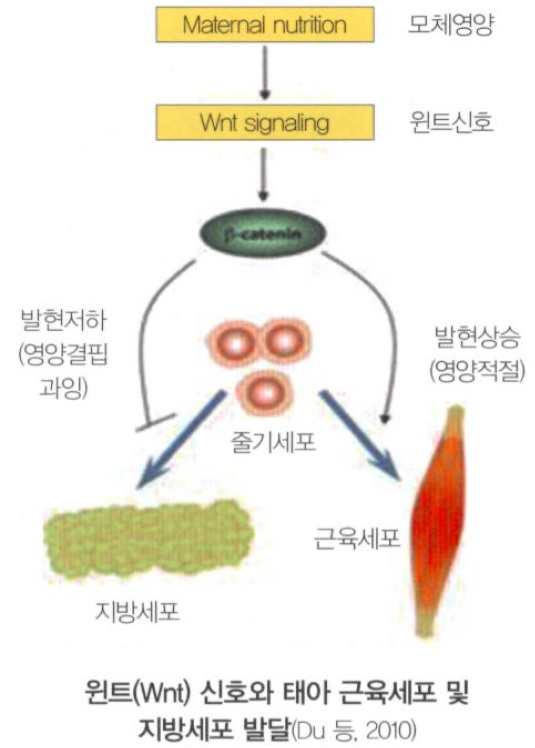 Maternal nutrition 모체영양
Wnt signaling 윈트신호
β-catenin
발현저하
(영양결핍
과잉)
발현상승
(영양적절)
줄기세포
근육세포
지방세포
윈트(Wnt) 신호와 태아 근육세포 및
지방세포 발달(Du 등, 2010)